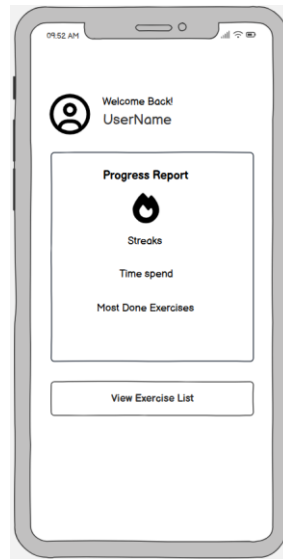 09:52 AM
Welcome Back!
UserName
Progress Report
Streaks
Time spend
Most Done Exercises
View Exercise List